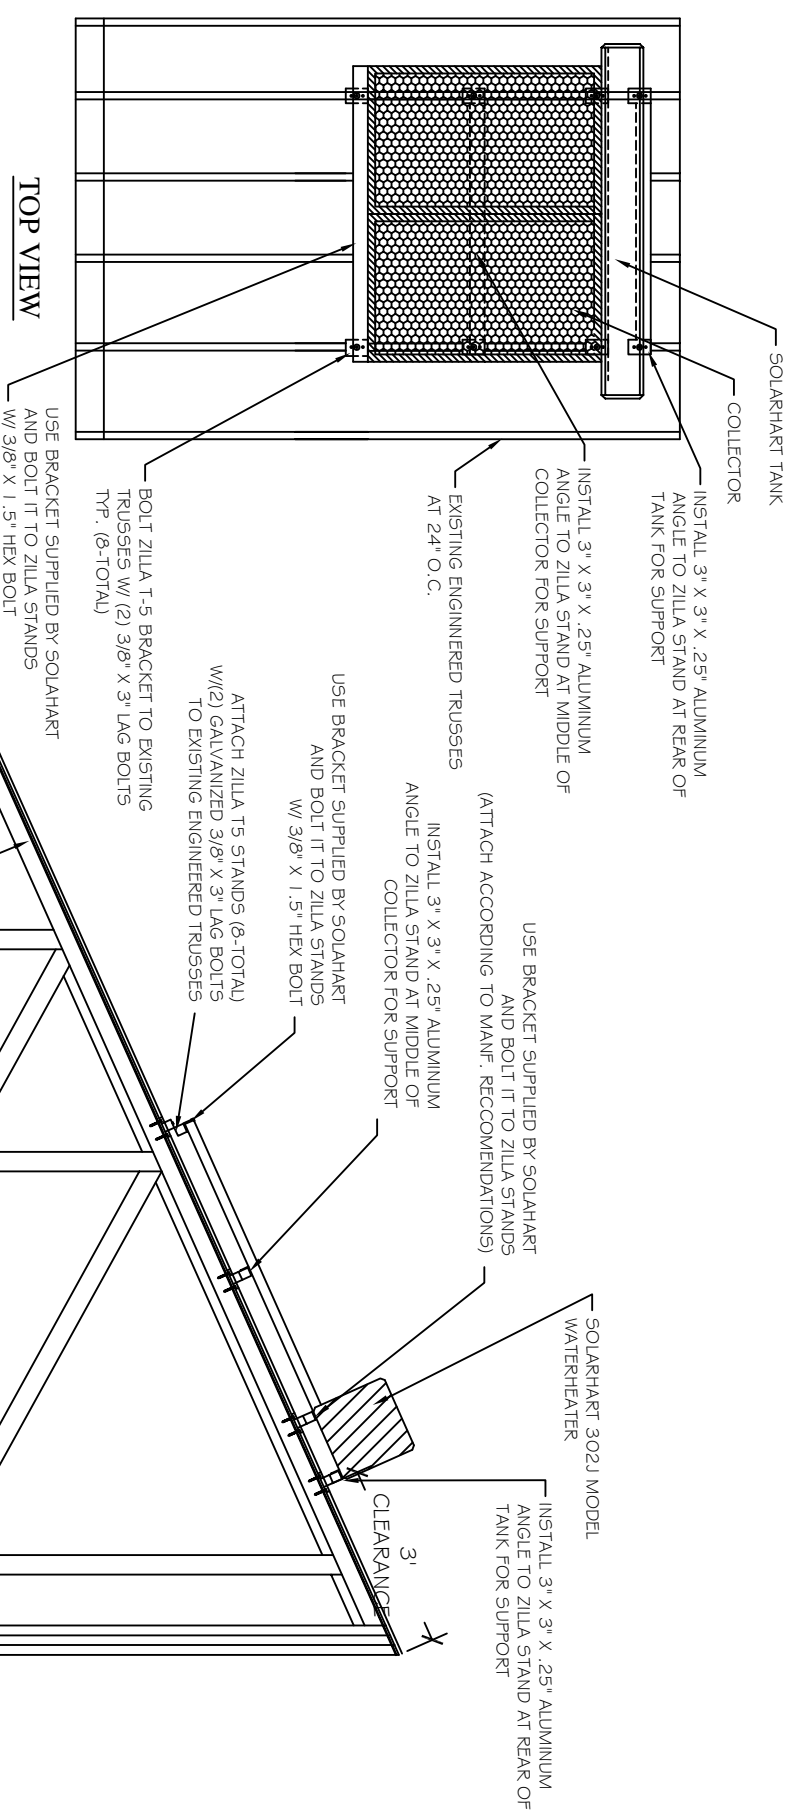 SOLARHART TANK
COLLECTOR
INSTALL 3" X 3" X .25" ALUMINUM
ANGLE TO ZILLA STAND AT REAR OF
TANK FOR SUPPORT
INSTALL 3" X 3" X .25" ALUMINUM
ANGLE TO ZILLA STAND AT MIDDLE OF
COLLECTOR FOR SUPPORT
EXISTING ENGINNERED TRUSSES
AT 24" O.C.
BOLT ZILLA T-5 BRACKET TO EXISTING
TRUSSES W/ (2) 3/8" X 3" LAG BOLTS
TYP. (8-TOTAL)
USE BRACKET SUPPLIED BY SOLAHART
AND BOLT IT TO ZILLA STANDS
W/ 3/8" X 1.5" HEX BOLT
TOP VIEW
SOLARHART 302J MODEL
WATERHEATER
INSTALL 3" X 3" X .25" ALUMINUM
ANGLE TO ZILLA STAND AT REAR OF
TANK FOR SUPPORT
3'
CLEARANCE
USE BRACKET SUPPLIED BY SOLAHART
AND BOLT IT TO ZILLA STANDS
(ATTACH ACCORDING TO MANF. RECCOMENDATIONS)
INSTALL 3" X 3" X .25" ALUMINUM
ANGLE TO ZILLA STAND AT MIDDLE OF
COLLECTOR FOR SUPPORT
USE BRACKET SUPPLIED BY SOLAHART
AND BOLT IT TO ZILLA STANDS
W/ 3/8" X 1.5" HEX BOLT
ATTACH ZILLA T5 STANDS (8-TOTAL)
W/(2) GALVANIZED 3/8" X 3" LAG BOLTS
TO EXISTING ENGINEERED TRUSSES